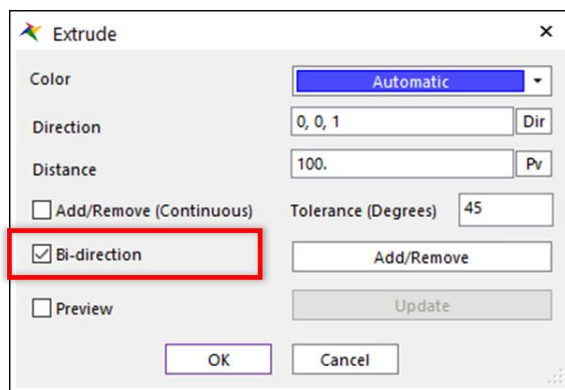 Extrude
Color Automatic
Direction 0, 0, 1 Dir
Distance 100. Pv
Add/Remove (Continuous) Tolerance (Degrees) 45
Bi-direction Add/Remove
Preview Update
OK Cancel